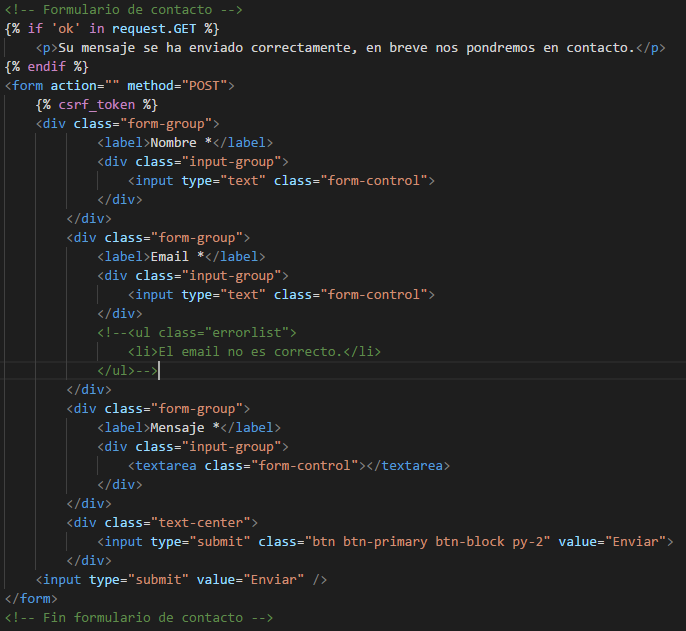 <!-- Formulario de contacto -->
{% if 'ok' in request.GET %}
    <p>Su mensaje se ha enviado correctamente, en breve nos pondremos en contacto.</p>
{% endif %}
<form action="" method="POST">
    {% csrf_token %}
    <div class="form-group">
            <label>Nombre *</label>
            <div class="input-group">
                <input type="text" class="form-control">
            </div>
        </div>
        <div class="form-group">
            <label>Email *</label>
            <div class="input-group">
                <input type="text" class="form-control">
            </div>
            <!--<ul class="errorlist">
                <li>El email no es correcto.</li>
            </ul>-->
        </div>
        <div class="form-group">
            <label>Mensaje *</label>
            <div class="input-group">
                <textarea class="form-control"></textarea>
            </div>
        </div>
        <div class="text-center">
            <input type="submit" class="btn btn-primary btn-block py-2" value="Enviar">
        </div>
    <input type="submit" value="Enviar" />
</form>
<!-- Fin formulario de contacto -->